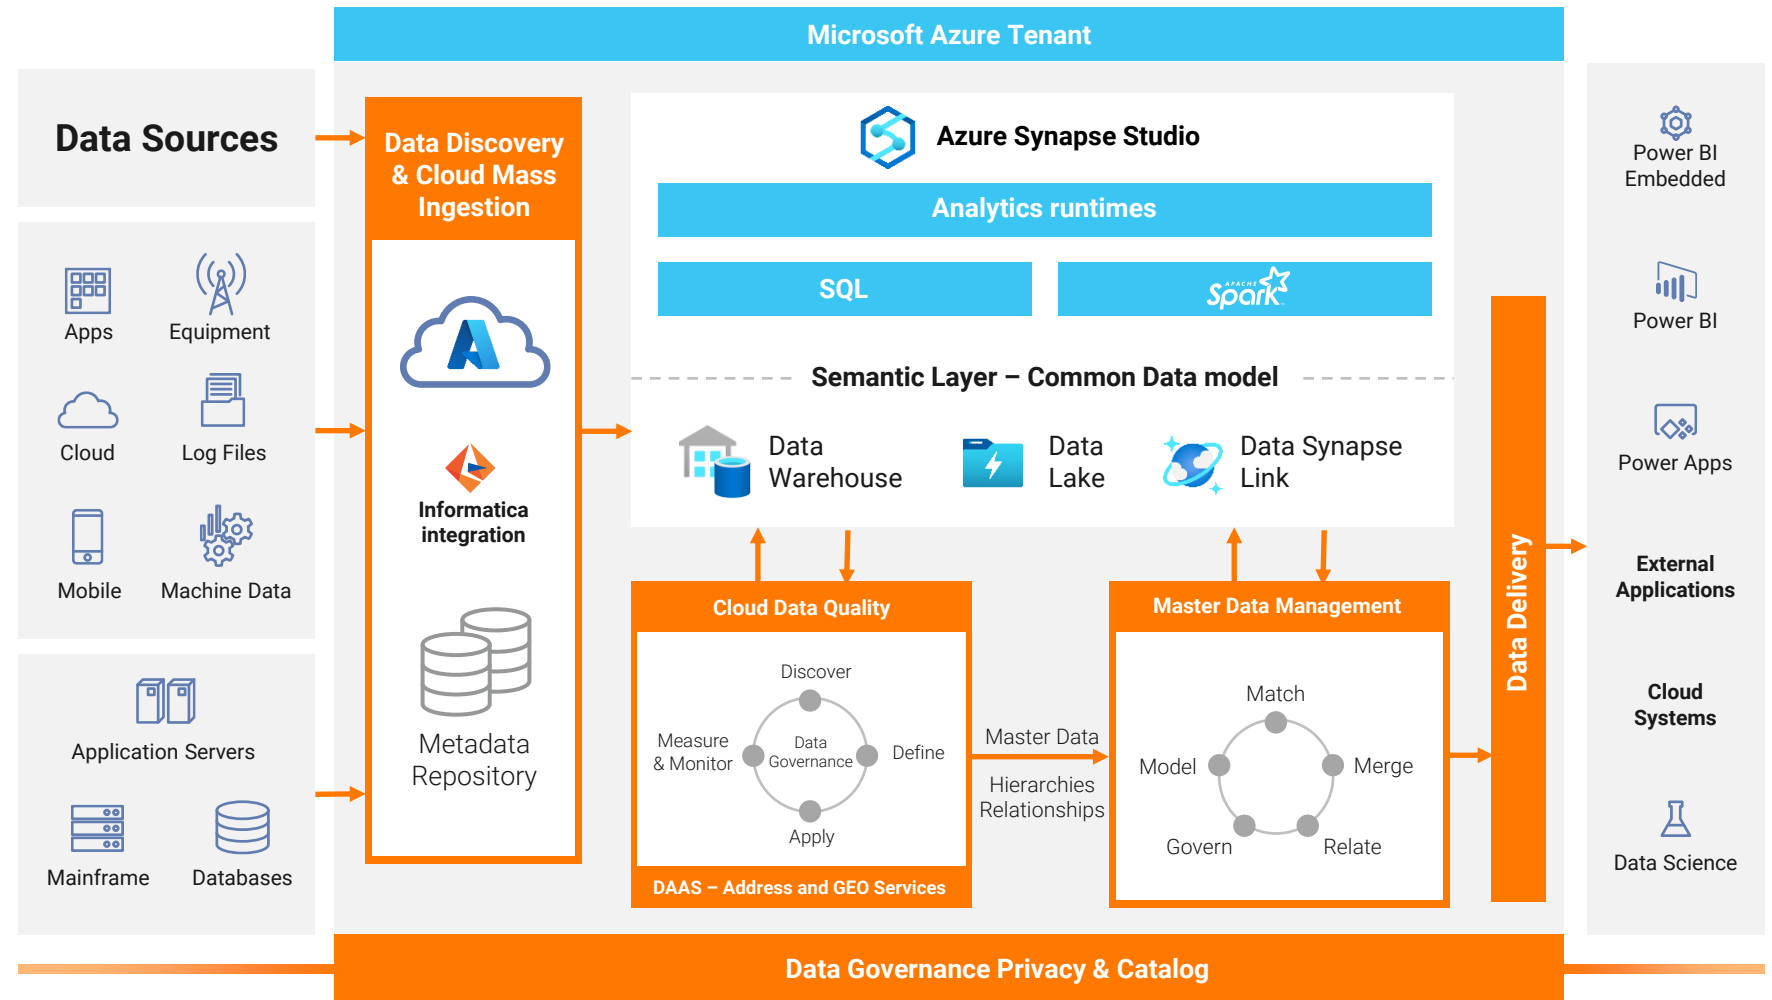 Microsoft Azure Tenant
Data Sources
Apps
Equipment
Cloud
Log Files
Mobile
Machine Data
Application Servers
Mainframe
Databases
Data Discovery
& Cloud Mass
Ingestion
Informatica
integration
Metadata
Repository
Azure Synapse Studio
Analytics runtimes
SQL
APACHE
Spark
Semantic Layer – Common Data model
Data
Warehouse
Data
Lake
Data Synapse
Link
Cloud Data Quality
Discover
Measure
& Monitor
Data
Governance
Define
Apply
DAAS – Address and GEO Services
Master Data
Hierarchies
Relationships
Master Data Management
Match
Model
Merge
Govern
Relate
Data Delivery
Power BI
Embedded
Power BI
Power Apps
External
Applications
Cloud
Systems
Data Science
Data Governance Privacy & Catalog